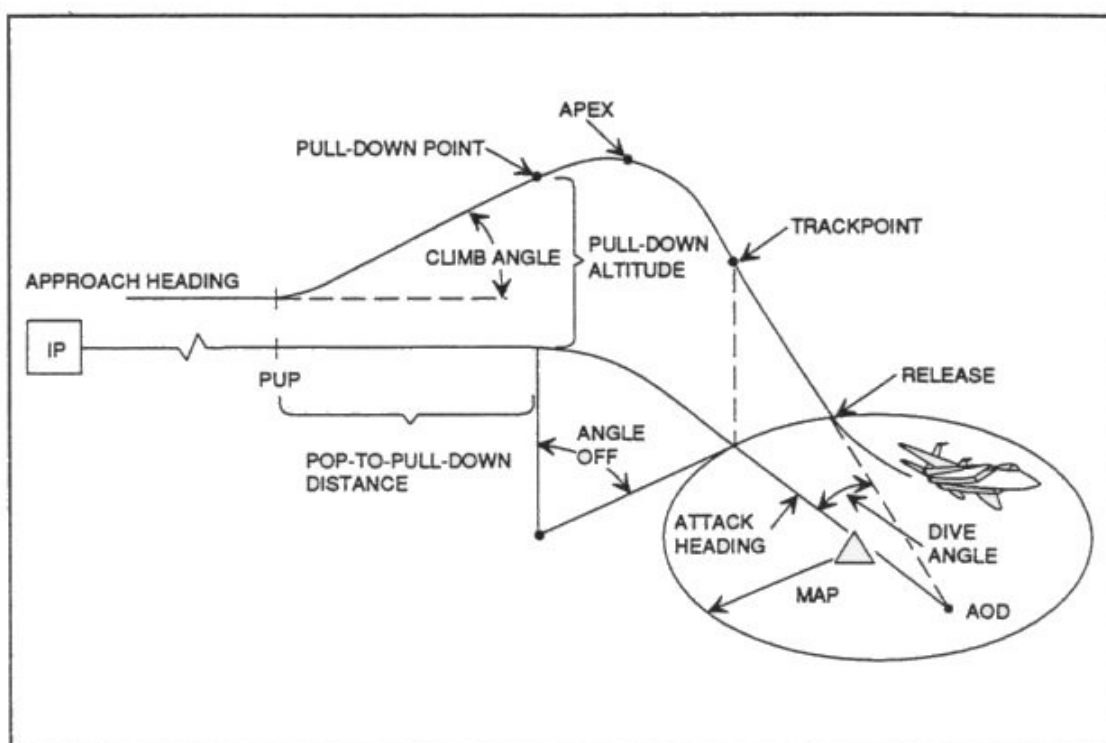 APEX
PULL-DOWN POINT
TRACKPOINT
CLIMB ANGLE
PULL-DOWN
ALTITUDE
APPROACH HEADING
IP
PUP
RELEASE
POP-TO-PULL-DOWN
DISTANCE
ANGLE
OFF
ATTACK
HEADING
DIVE
ANGLE
MAP
AOD